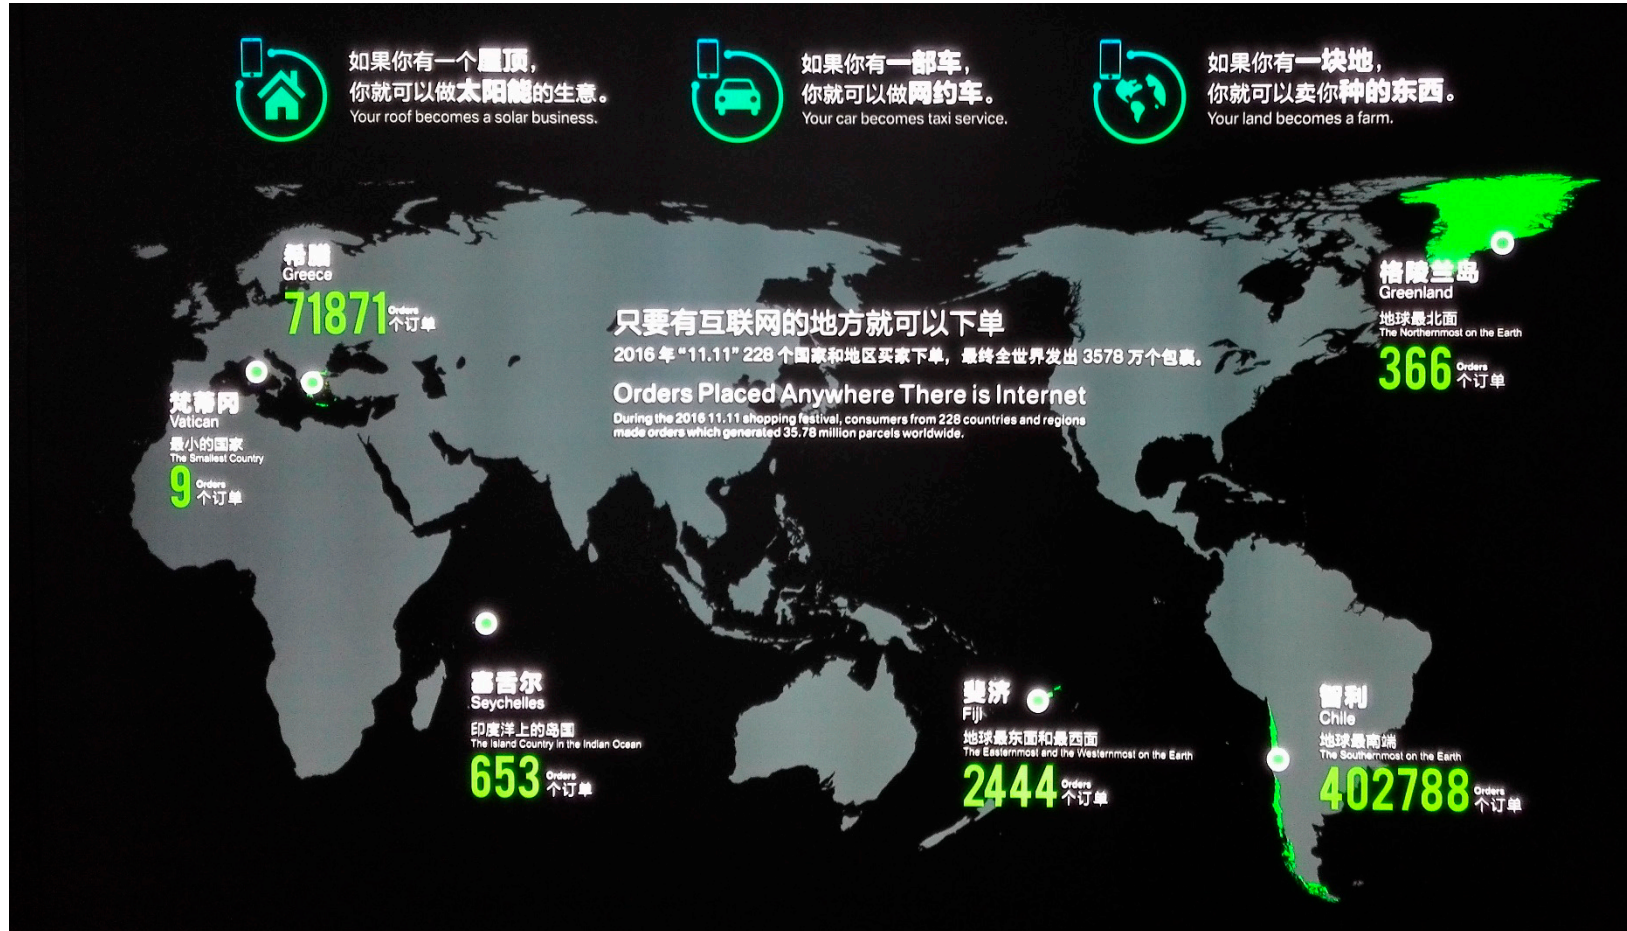 如果你有一个屋顶，
你就可以做太阳能的生意。
Your roof becomes a solar business.
如果你有一部车，
你就可以做网约车。
Your car becomes taxi service.
如果你有一块地，
你就可以卖你种的东西。
Your land becomes a farm.
希腊
Greece
71871 Orders
个订单
梵蒂冈
Vatican
最小的国家
The Smallest Country
9 Orders
个订单
只要有互联网的地方就可以下单
2016 年 “11.11” 228 个国家和地区买家下单，最终全世界发出 3578 万个包裹。
Orders Placed Anywhere There is Internet
During the 2016 11.11 shopping festival, consumers from 228 countries and regions
made orders which generated 35.78 million parcels worldwide.
格陵兰岛
Greenland
地球最北面
The Northernmost on the Earth
366 Orders
个订单
塞舌尔
Seychelles
印度洋上的岛国
The Island Country in the Indian Ocean
653 Orders
个订单
斐济
Fiji
地球最东面和最西面
The Easternmost and the Westernmost on the Earth
2444 Orders
个订单
智利
Chile
地球最南端
The Southernmost on the Earth
402788 Orders
个订单